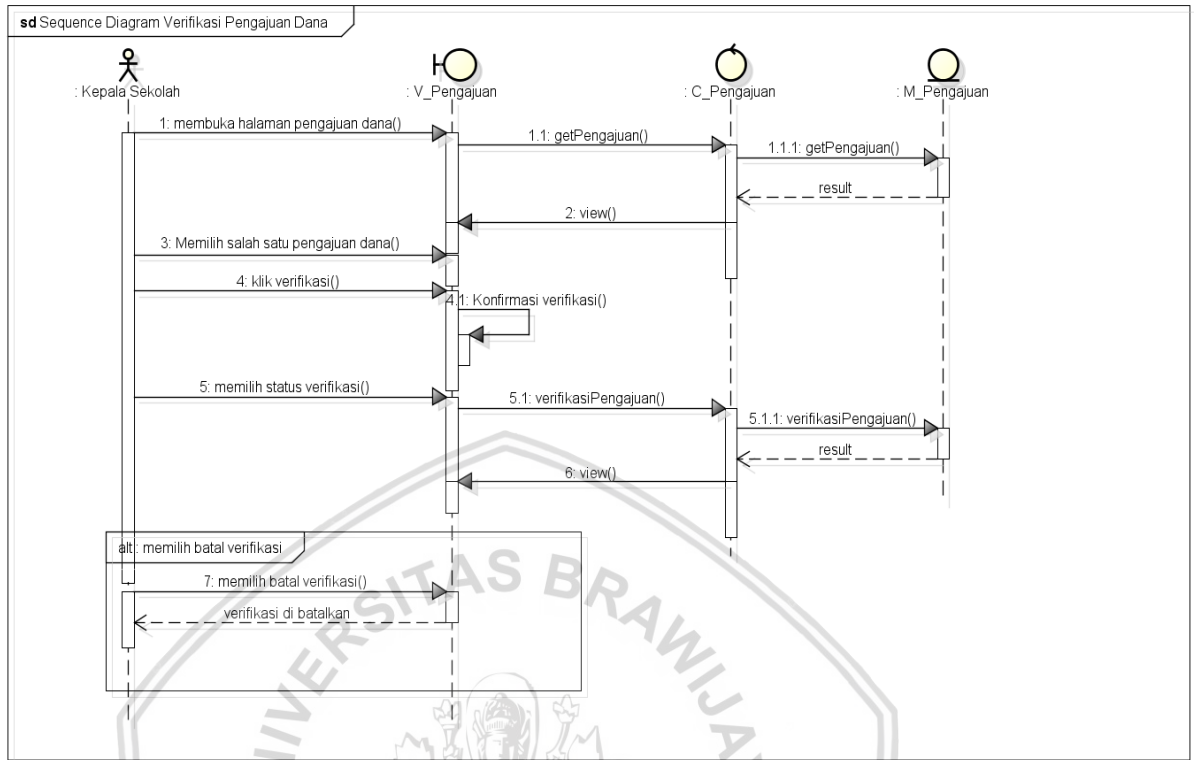 sd Sequence Diagram Verifikasi Pengajuan Dana
: Kepala Sekolah
: V_Pengajuan
: C_Pengajuan
: M_Pengajuan
1: membuka halaman pengajuan dana()
1.1: getPengajuan()
1.1.1: getPengajuan()
result
2: view()
3: Memilih salah satu pengajuan dana()
4: klik verifikasi()
4.1: Konfirmasi verifikasi()
5: memilih status verifikasi()
5.1: verifikasiPengajuan()
5.1.1: verifikasiPengajuan()
result
6: view()
alt : memilih batal verifikasi
7: memilih batal verifikasi()
verifikasi di batalkan